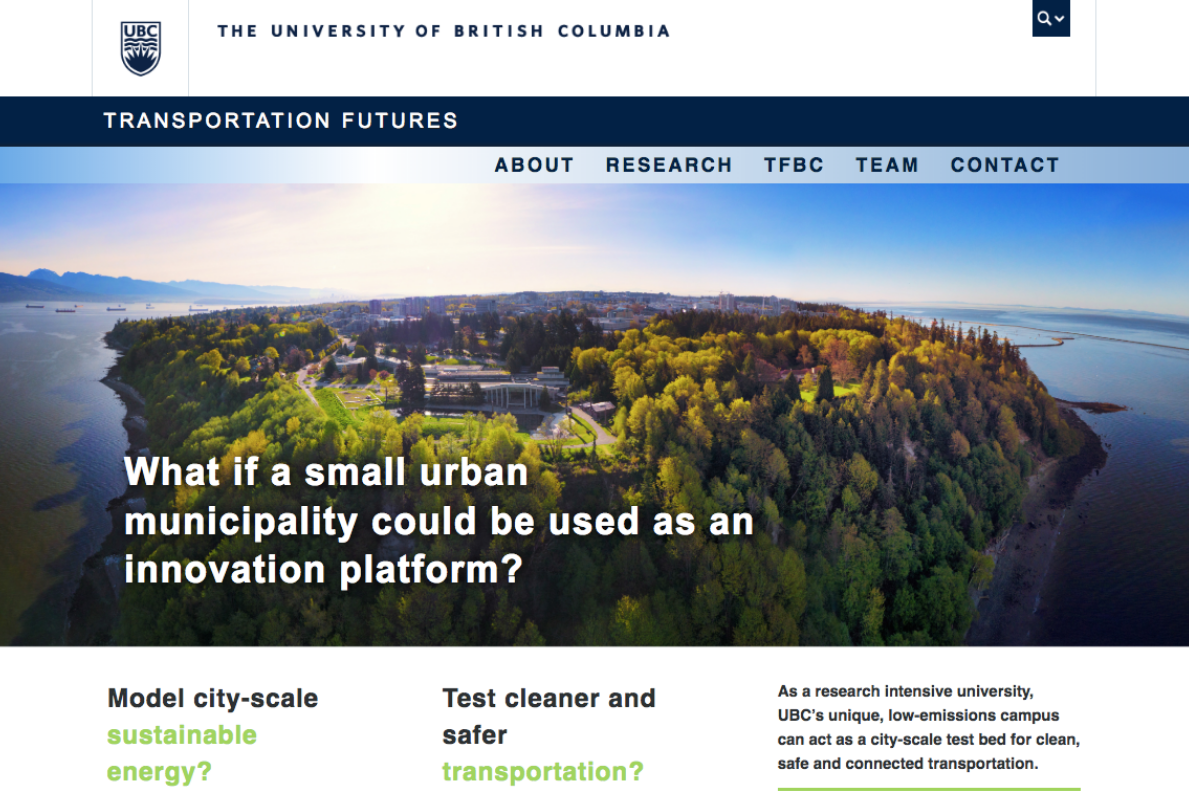 UBC
THE UNIVERSITY OF BRITISH COLUMBIA
TRANSPORTATION FUTURES
ABOUT RESEARCH TFBC TEAM CONTACT
What if a small urban
municipality could be used as an
innovation platform?
Model city-scale
sustainable
energy?
Test cleaner and
safer
transportation?
As a research intensive university,
UBC's unique, low-emissions campus
can act as a city-scale test bed for clean,
safe and connected transportation.